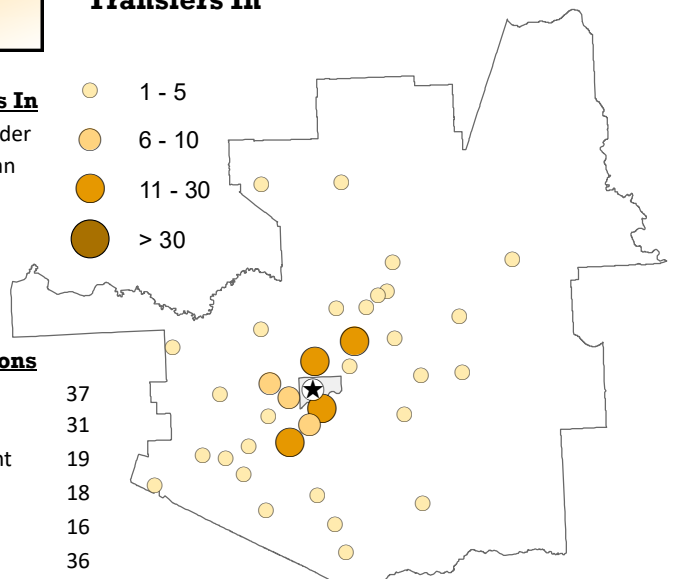 Transfers In
s In
der
an
1 - 5
6 - 10
11 - 30
> 30
ons
37
31
nt
19
18
16
36